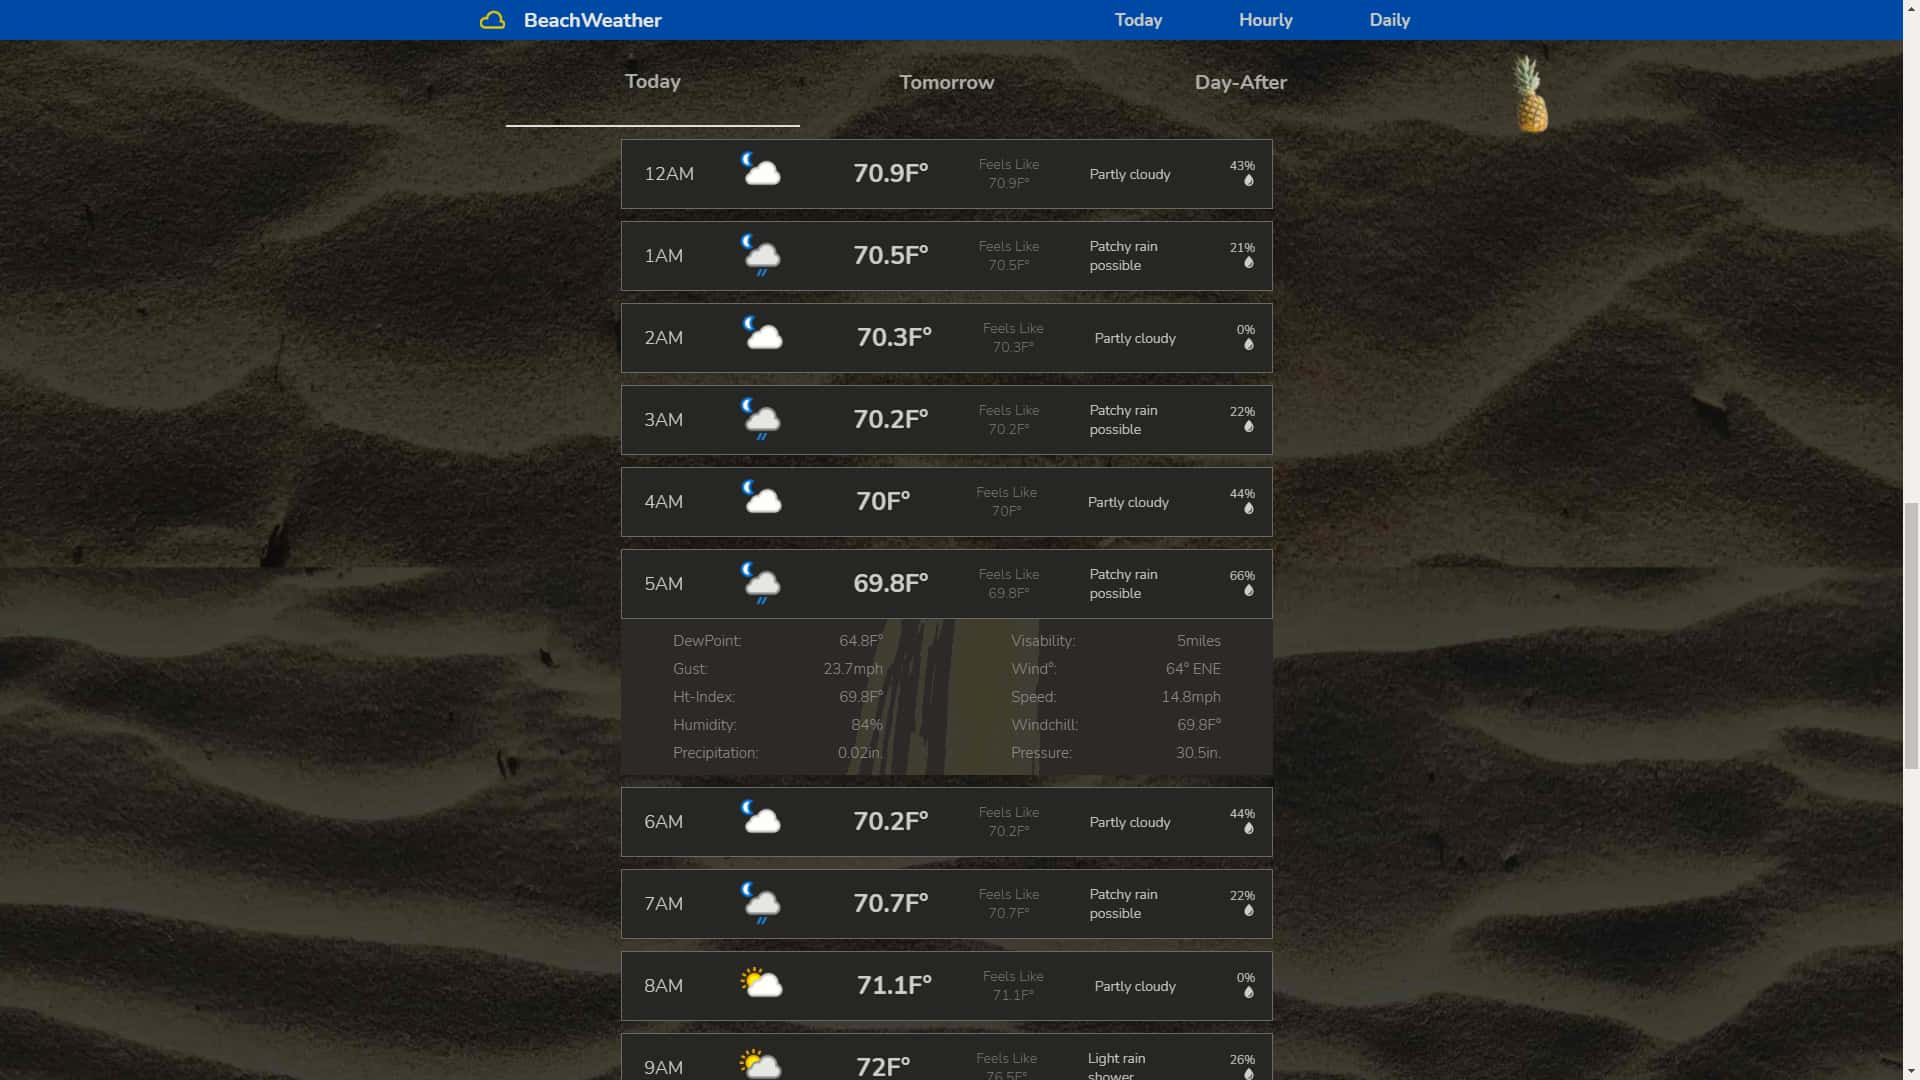 BeachWeather
Today Hourly Daily
Today Tomorrow Day-After
12AM 70.9F° Feels Like 70.9F° Partly cloudy 43%
1AM 70.5F° Feels Like 70.5F° Patchy rain possible 21%
2AM 70.3F° Feels Like 70.3F° Partly cloudy 0%
3AM 70.2F° Feels Like 70.2F° Patchy rain possible 22%
4AM 70F° Feels Like 70F° Partly cloudy 44%
5AM 69.8F° Feels Like 69.8F° Patchy rain possible 66%
DewPoint: 64.8F° Visability: 5miles
Gust: 23.7mph Wind°: 64° ENE
Ht-Index: 69.8F° Speed: 14.8mph
Humidity: 84% Windchill: 69.8F°
Precipitation: 0.02in. Pressure: 30.5in.
6AM 70.2F° Feels Like 70.2F° Partly cloudy 44%
7AM 70.7F° Feels Like 70.7F° Patchy rain possible 22%
8AM 71.1F° Feels Like 71.1F° Partly cloudy 0%
9AM 72F° Feels Like 76.5F° Light rain shower 26%